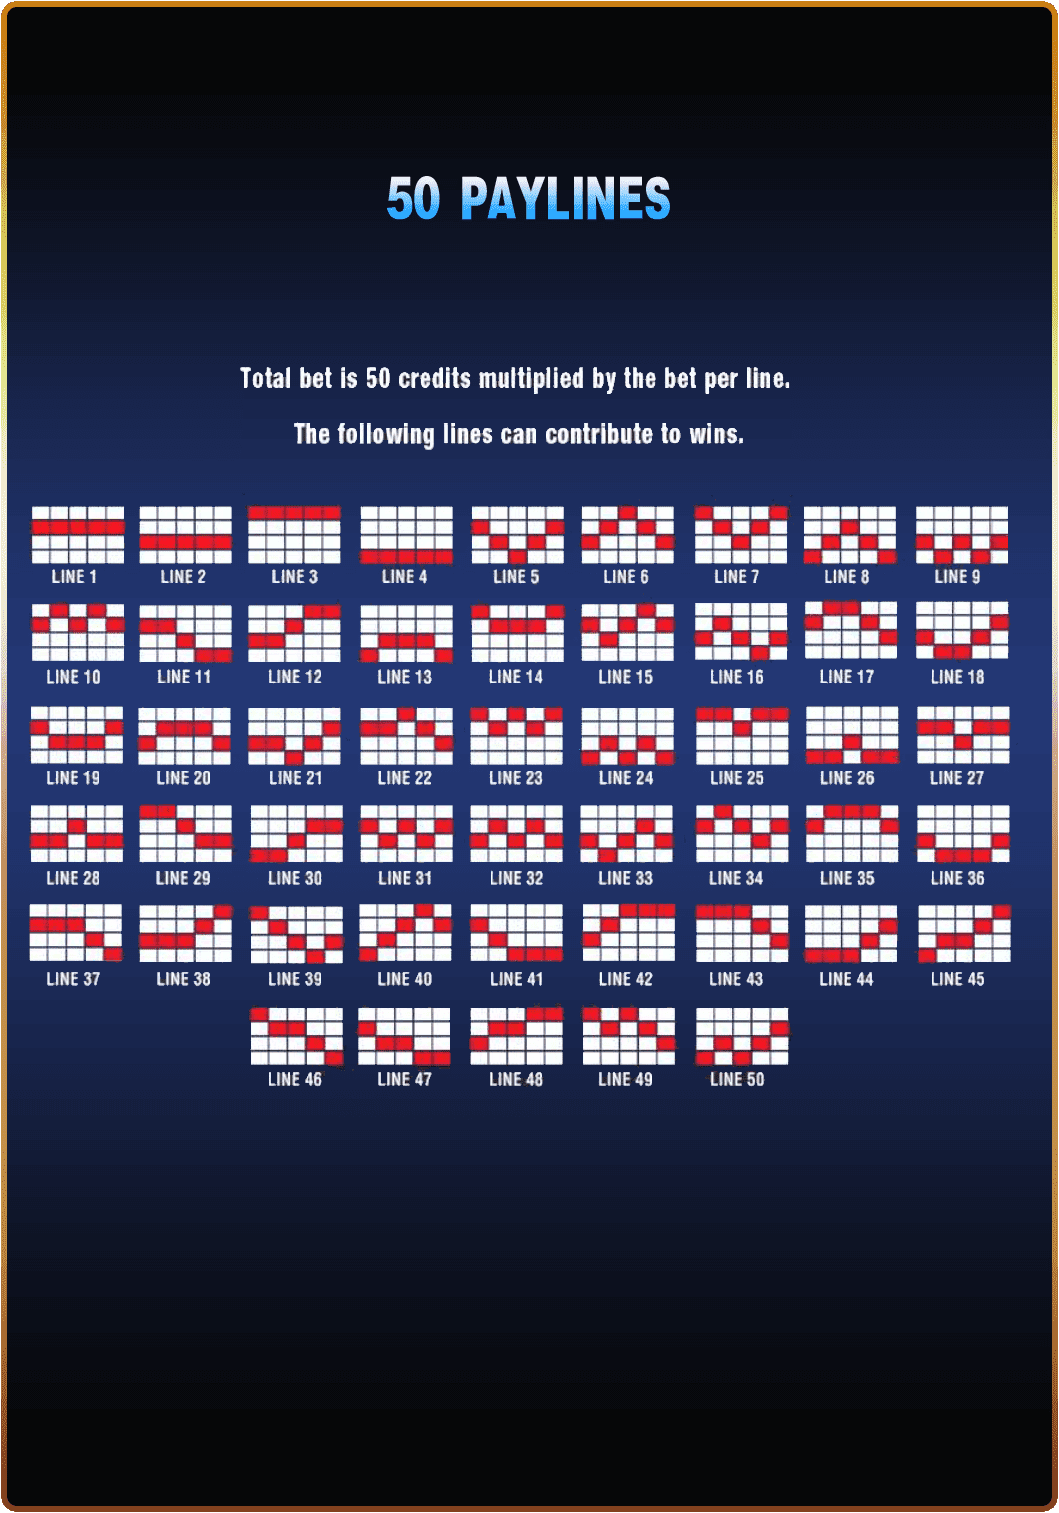 50 PAYLINES
Total bet is 50 credits multiplied by the bet per line.
The following lines can contribute to wins.
LINE 1 LINE 2 LINE 3 LINE 4 LINE 5 LINE 6 LINE 7 LINE 8 LINE 9
LINE 10 LINE 11 LINE 12 LINE 13 LINE 14 LINE 15 LINE 16 LINE 17 LINE 18
LINE 19 LINE 20 LINE 21 LINE 22 LINE 23 LINE 24 LINE 25 LINE 26 LINE 27
LINE 28 LINE 29 LINE 30 LINE 31 LINE 32 LINE 33 LINE 34 LINE 35 LINE 36
LINE 37 LINE 38 LINE 39 LINE 40 LINE 41 LINE 42 LINE 43 LINE 44 LINE 45
LINE 46 LINE 47 LINE 48 LINE 49 LINE 50